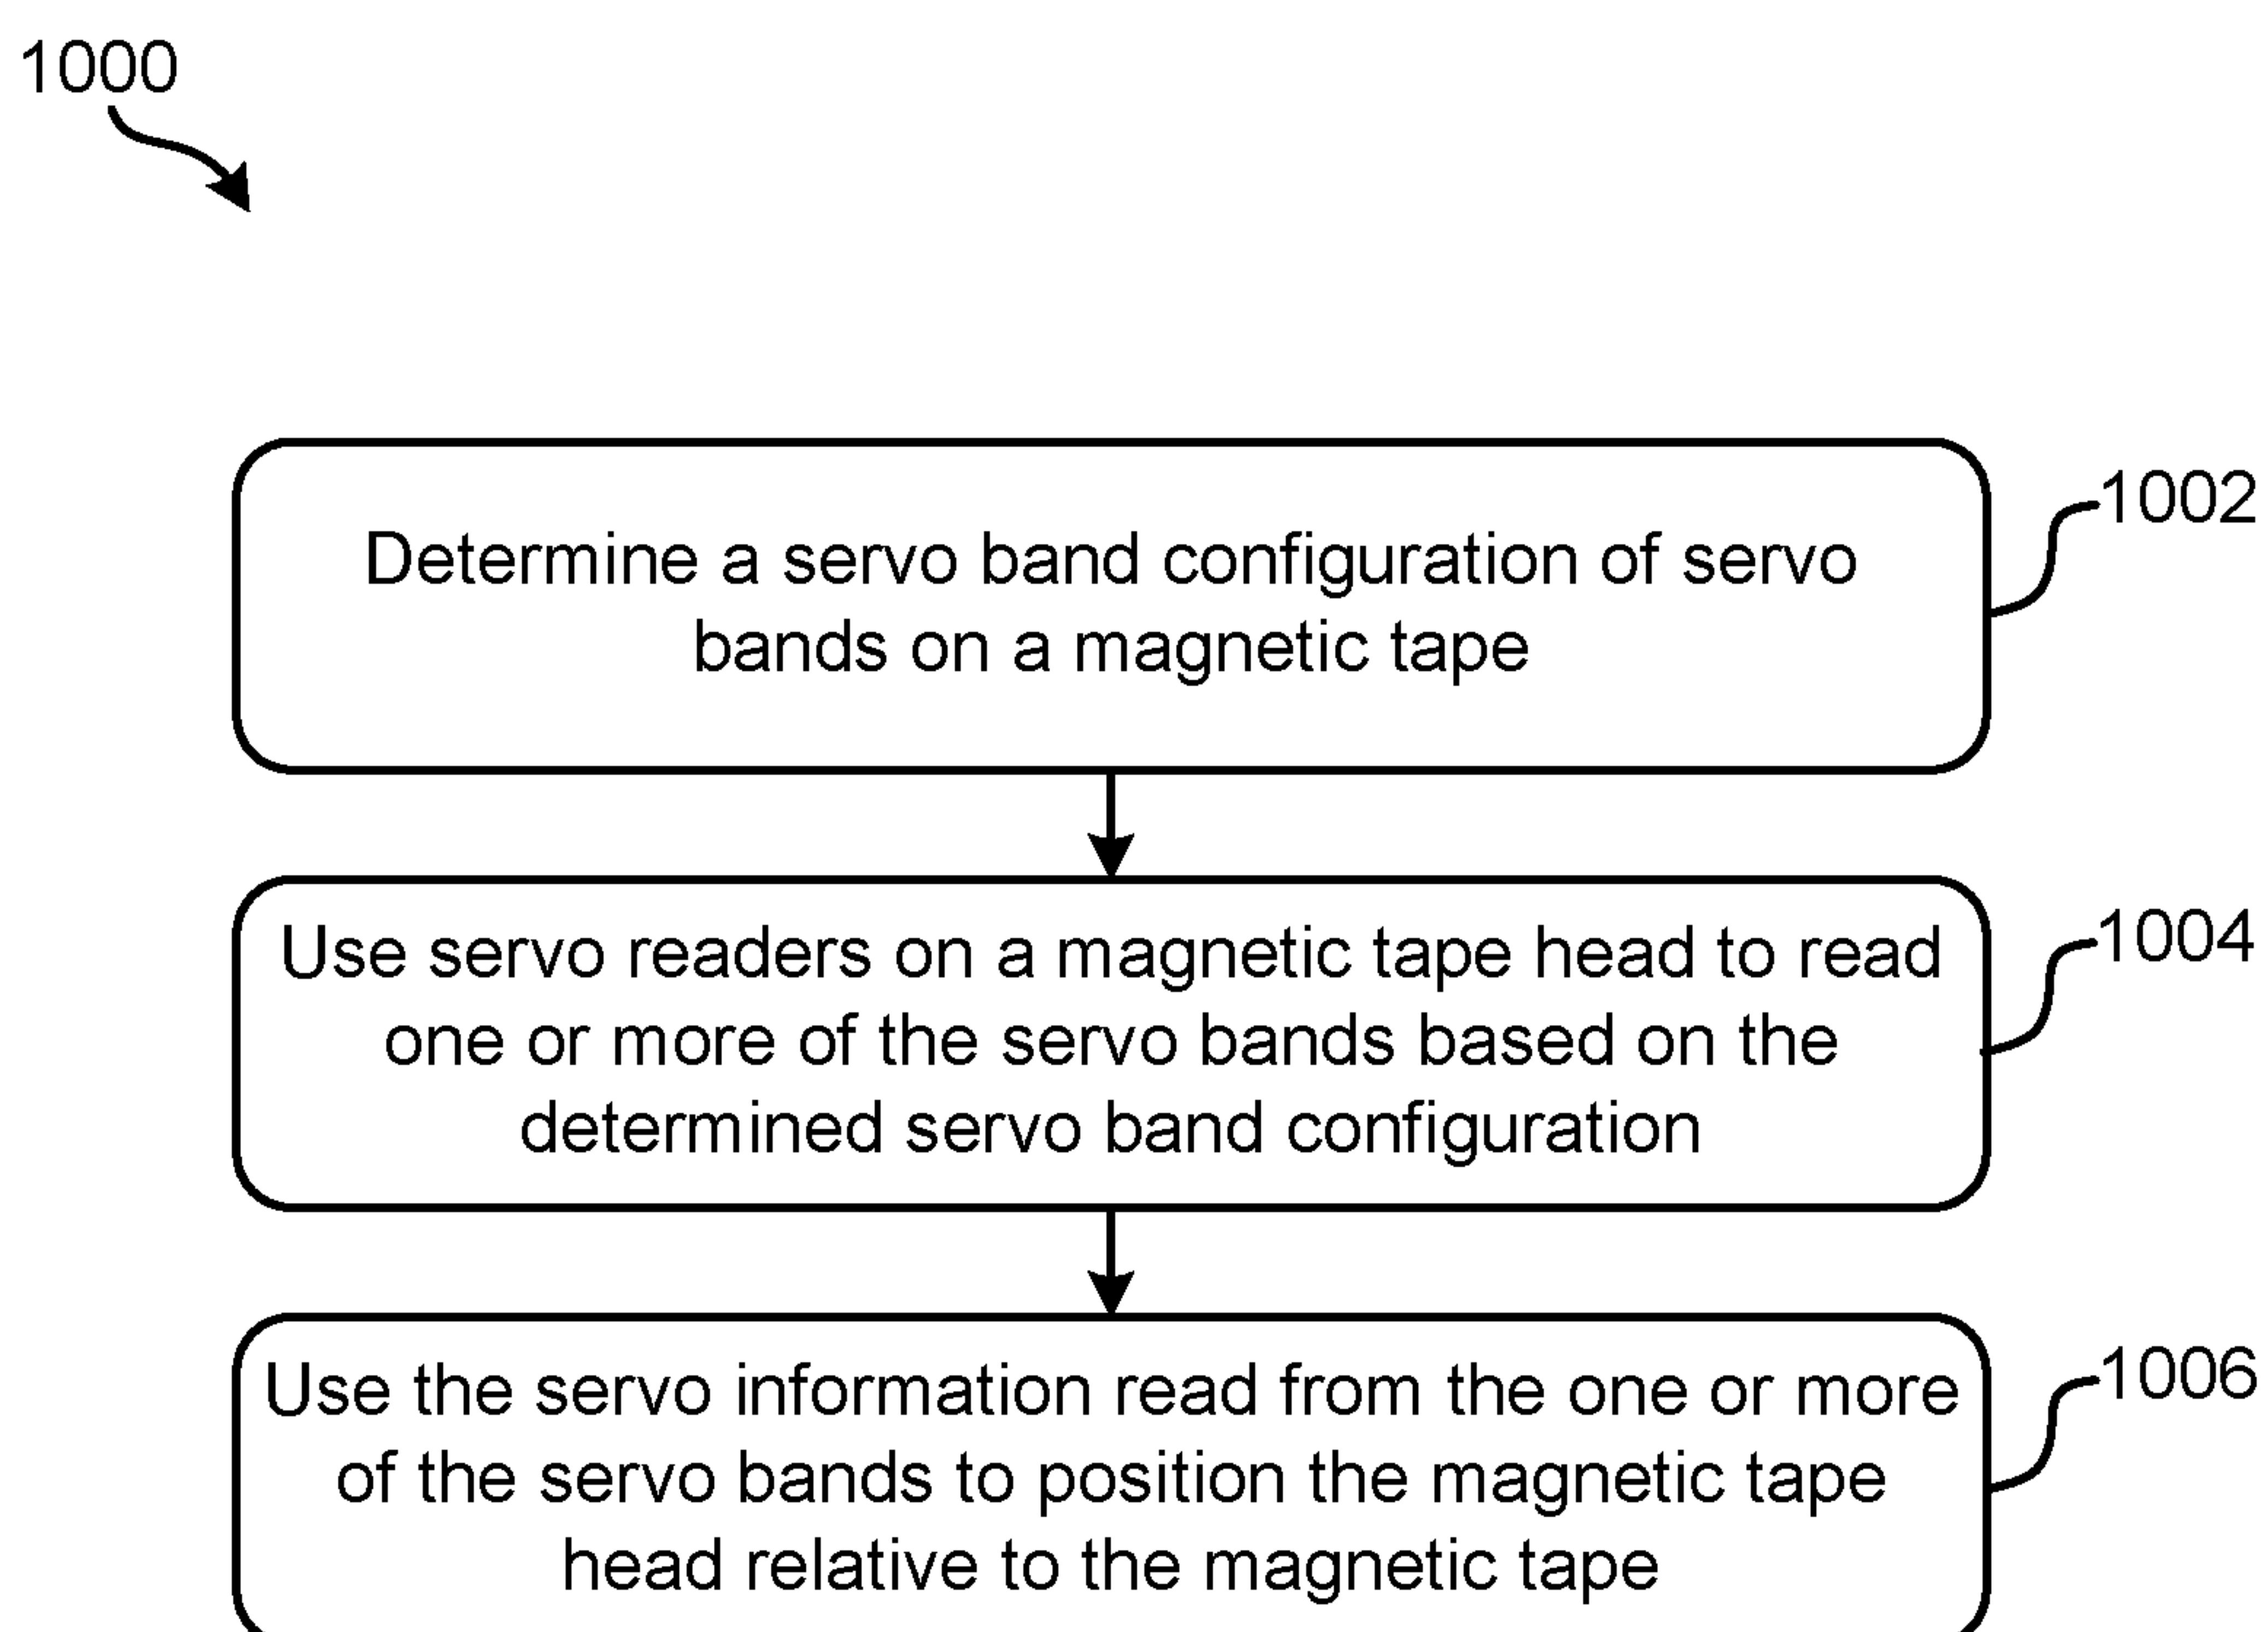 1000
Determine a servo band configuration of servo
bands on a magnetic tape
1002
Use servo readers on a magnetic tape head to read
one or more of the servo bands based on the
determined servo band configuration
1004
Use the servo information read from the one or more
of the servo bands to position the magnetic tape
head relative to the magnetic tape
1006